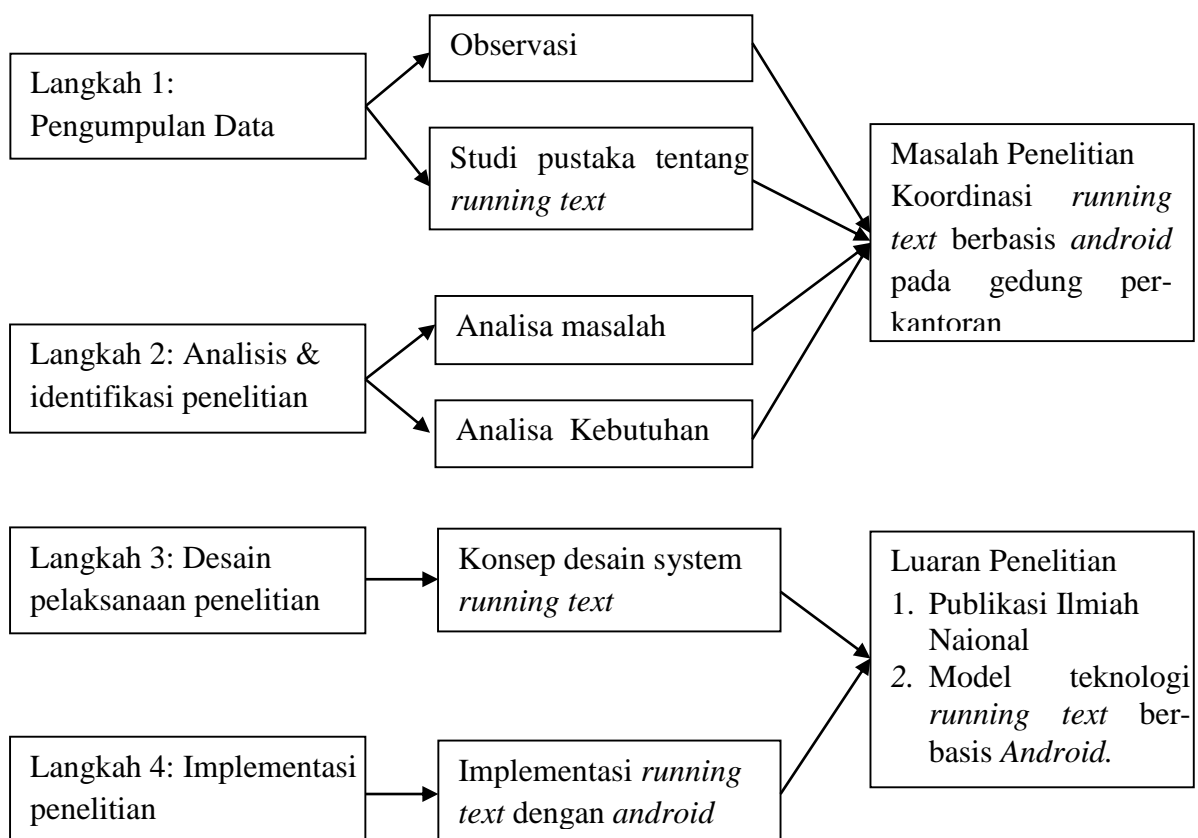 Langkah 1:
Pengumpulan Data
Observasi
Studi pustaka tentang
running text
Masalah Penelitian
Koordinasi running
text berbasis android
pada gedung per-
kantoran
Langkah 2: Analisis &
identifikasi penelitian
Analisa masalah
Analisa Kebutuhan
Langkah 3: Desain
pelaksanaan penelitian
Konsep desain system
running text
Luaran Penelitian
1. Publikasi Ilmiah
Naional
2. Model teknologi
running text ber-
basis Android.
Langkah 4: Implementasi
penelitian
Implementasi running
text dengan android